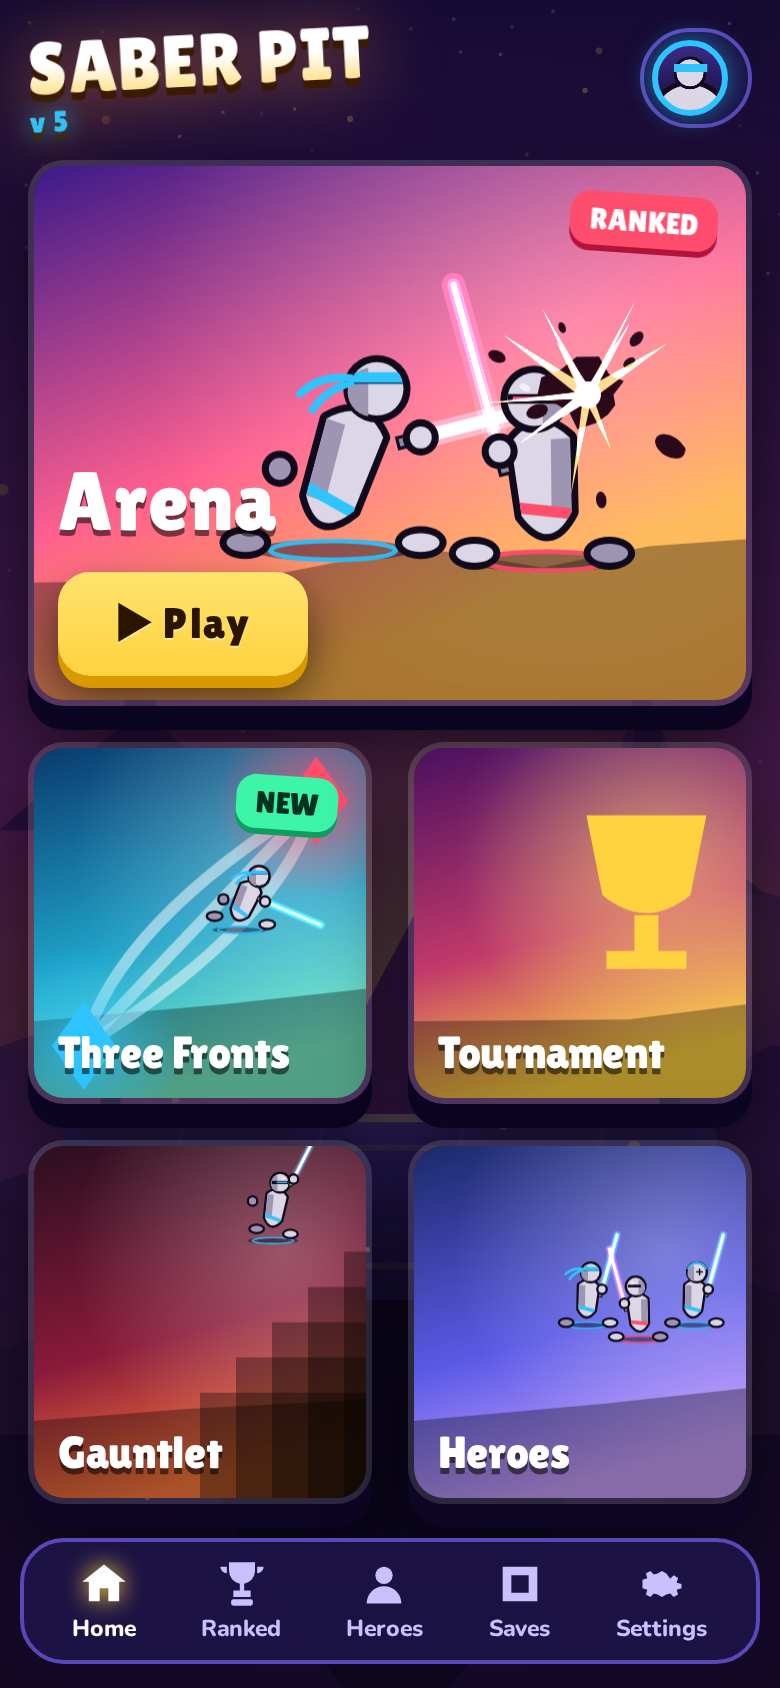 SABER PIT
v 5
RANKED
Arena
Play
NEW
Three Fronts
Tournament
Gauntlet
Heroes
Home
Ranked
Heroes
Saves
Settings